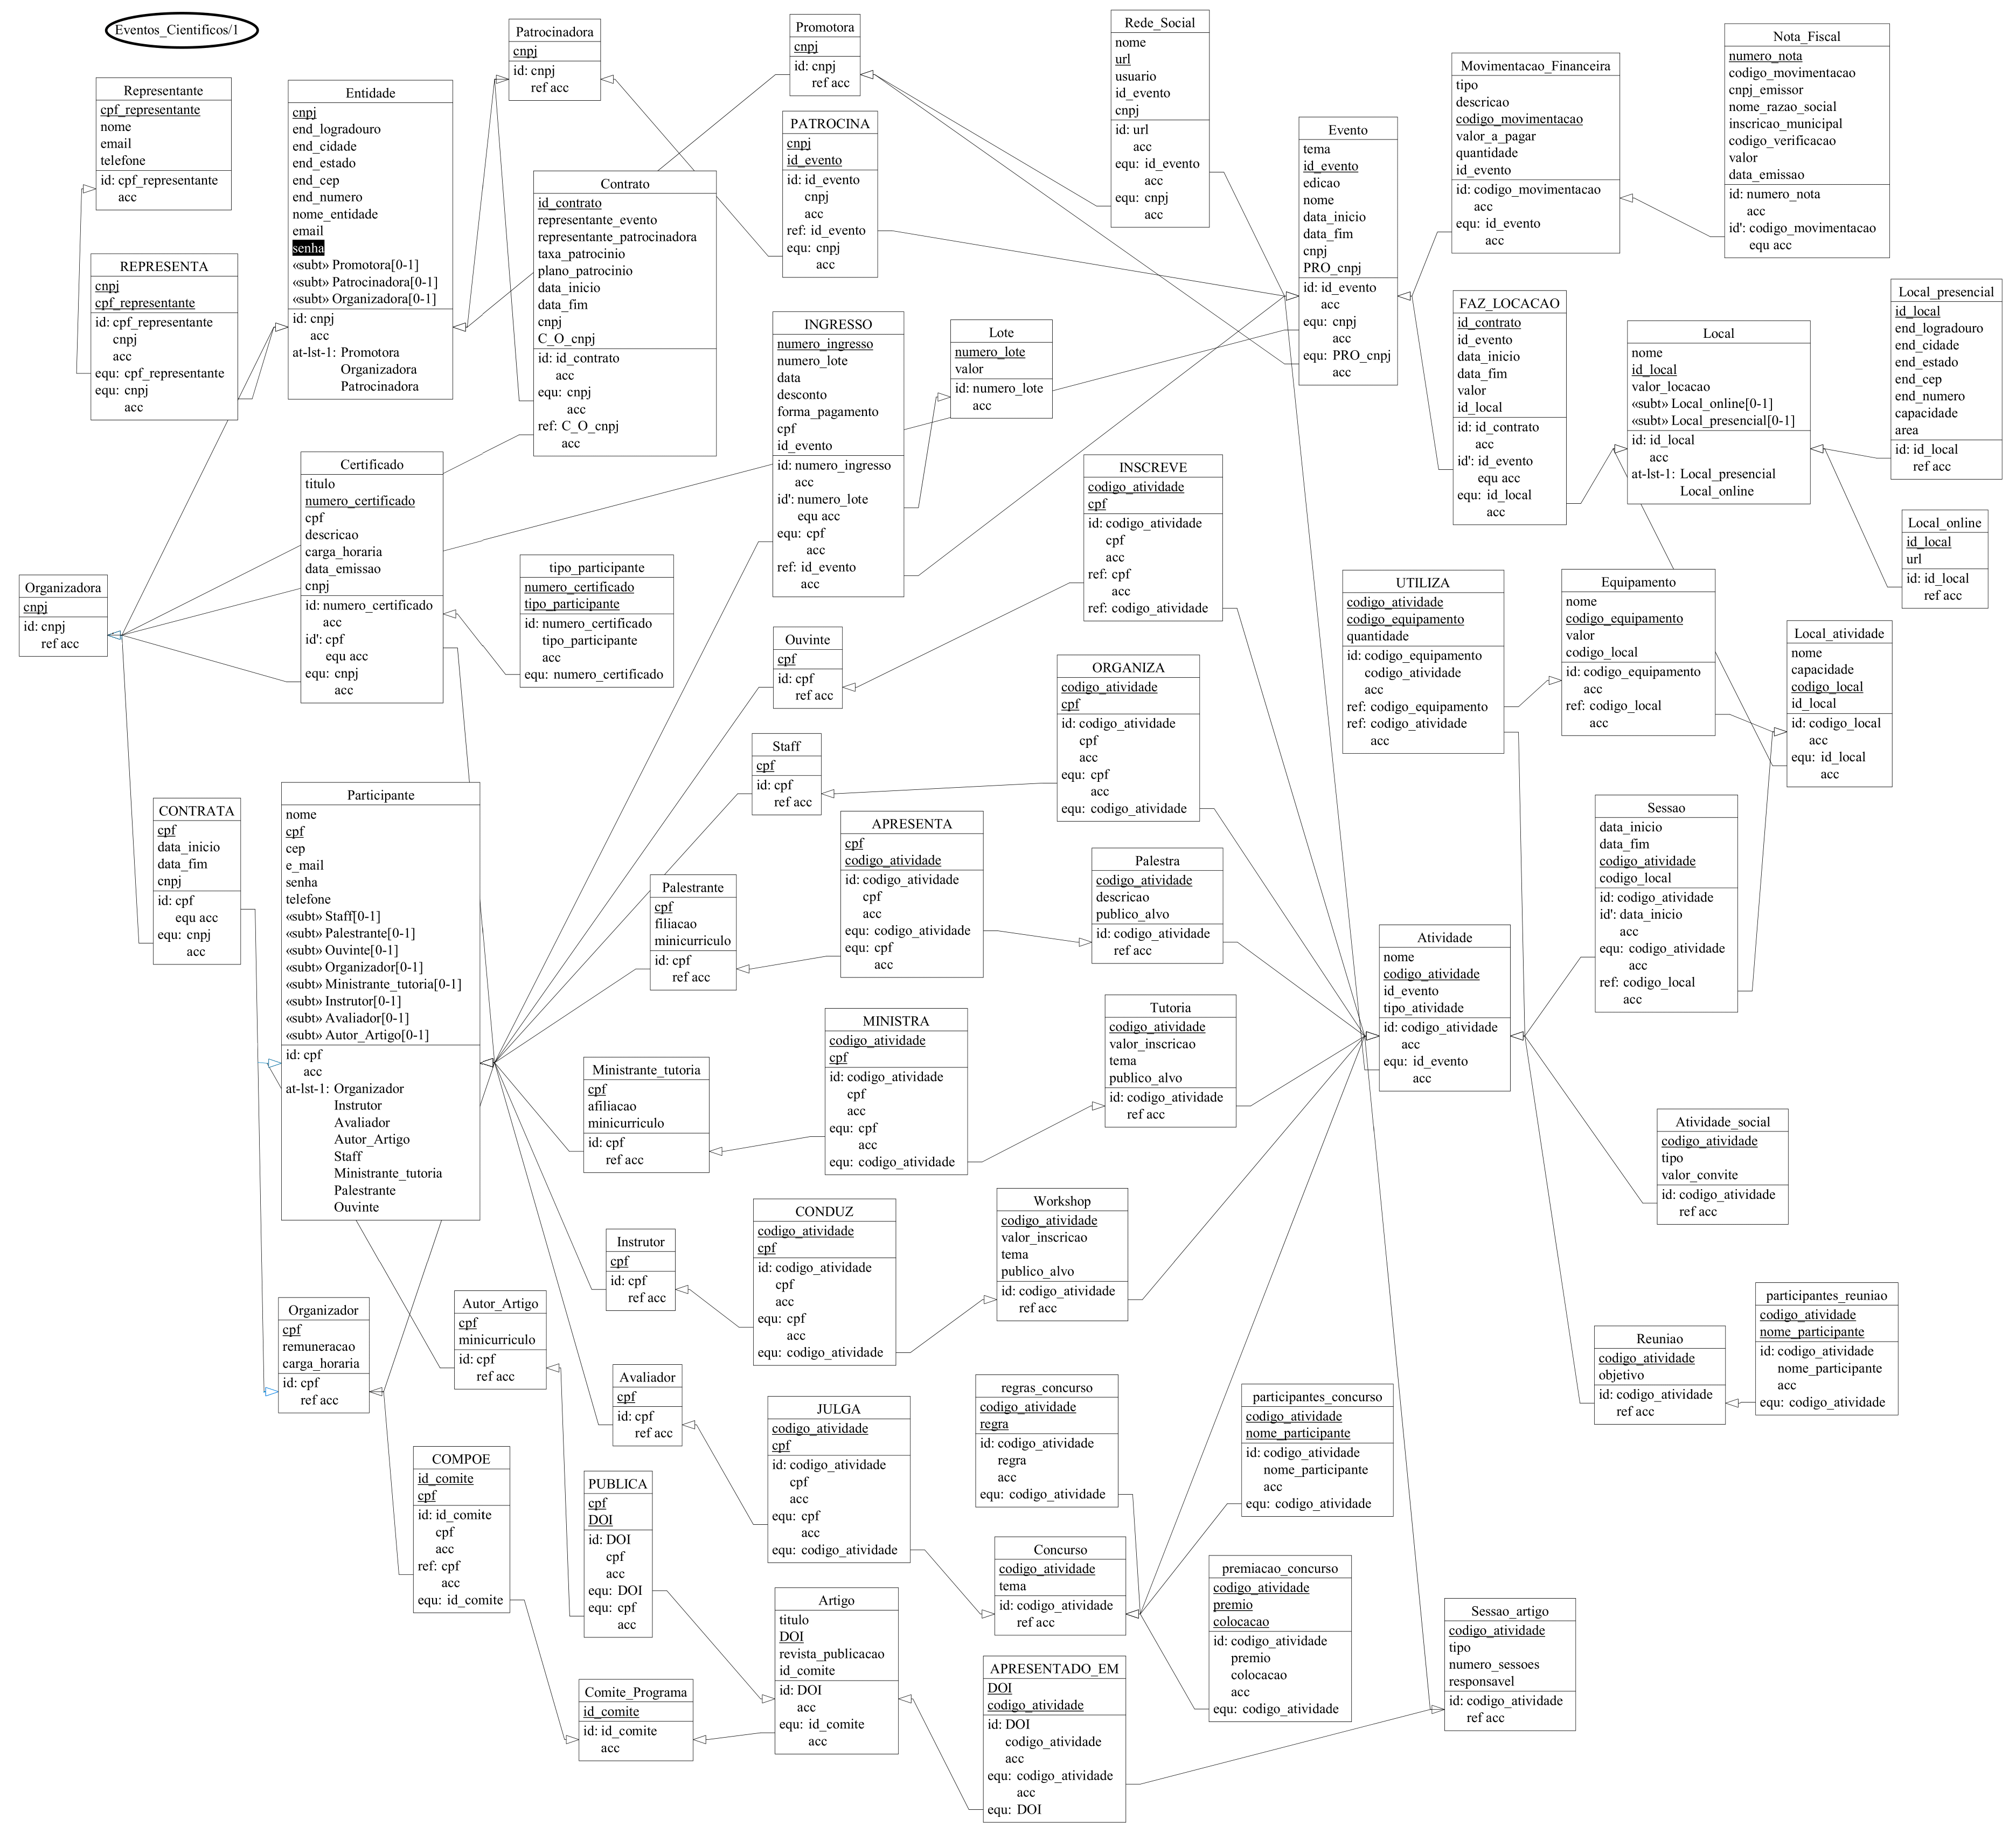 Eventos_Cientificos/1
Representante
cpf_representante
nome
email
telefone
id: cpf_representante
acc
REPRESENTA
cnpj
cpf_representante
id: cpf_representante
cnpj
acc
equ: cpf_representante
equ: cnpj
acc
Entidade
cnpj
end_logradouro
end_cidade
end_estado
end_cep
end_numero
nome_entidade
email
senha
«subt» Promotora[0-1]
«subt» Patrocinadora[0-1]
«subt» Organizadora[0-1]
id: cnpj
acc
at-lst-1: Promotora
Organizadora
Patrocinadora
Patrocinadora
cnpj
id: cnpj
ref acc
Contrato
id_contrato
representante_evento
representante_patrocinadora
taxa_patrocinio
plano_patrocinio
data_inicio
data_fim
cnpj
C_O_cnpj
id: id_contrato
acc
equ: cnpj
acc
ref: C_O_cnpj
acc
Promotora
cnpj
id: cnpj
ref acc
PATROCINA
cnpj
id_evento
id: id_evento
cnpj
acc
ref: id_evento
equ: cnpj
acc
INGRESSO
numero_ingresso
numero_lote
data
desconto
forma_pagamento
cpf
id_evento
id: numero_ingresso
acc
id': numero_lote
equ acc
equ: cpf
acc
ref: id_evento
acc
Lote
numero_lote
valor
id: numero_lote
acc
Rede_Social
nome
url
usuario
id_evento
cnpj
id: url
acc
equ: id_evento
acc
equ: cnpj
acc
Evento
tema
id_evento
edicao
nome
data_inicio
data_fim
cnpj
PRO_cnpj
id: id_evento
acc
equ: cnpj
acc
equ: PRO_cnpj
acc
Movimentacao_Financeira
tipo
descricao
codigo_movimentacao
valor_a_pagar
quantidade
id_evento
id: codigo_movimentacao
acc
equ: id_evento
acc
Nota_Fiscal
numero_nota
codigo_movimentacao
cnpj_emissor
nome_razao_social
inscricao_municipal
codigo_verificacao
valor
data_emissao
id: numero_nota
acc
id': codigo_movimentacao
equ acc
FAZ_LOCACAO
id_contrato
id_evento
data_inicio
data_fim
valor
id_local
id: id_contrato
acc
id': id_evento
equ acc
equ: id_local
acc
Local
nome
id_local
valor_locacao
«subt» Local_online[0-1]
«subt» Local_presencial[0-1]
id: id_local
acc
at-lst-1: Local_presencial
Local_online
Local_presencial
id_local
end_logradouro
end_cidade
end_estado
end_cep
end_numero
capacidade
area
id: id_local
ref acc
Local_online
id_local
url
id: id_local
ref acc
Organizadora
cnpj
id: cnpj
ref acc
Certificado
titulo
numero_certificado
cpf
descricao
carga_horaria
data_emissao
cnpj
id: numero_certificado
acc
id': cpf
equ acc
equ: cnpj
acc
tipo_participante
numero_certificado
tipo_participante
id: numero_certificado
tipo_participante
acc
equ: numero_certificado
INSCREVE
codigo_atividade
cpf
id: codigo_atividade
cpf
acc
ref: cpf
acc
ref: codigo_atividade
Ouvinte
cpf
id: cpf
ref acc
UTILIZA
codigo_atividade
codigo_equipamento
quantidade
id: codigo_equipamento
codigo_atividade
acc
ref: codigo_equipamento
ref: codigo_atividade
acc
Equipamento
nome
codigo_equipamento
valor
codigo_local
id: codigo_equipamento
acc
ref: codigo_local
acc
Local_atividade
nome
capacidade
codigo_local
id_local
id: codigo_local
acc
equ: id_local
acc
ORGANIZA
codigo_atividade
cpf
id: codigo_atividade
cpf
acc
equ: cpf
acc
equ: codigo_atividade
Staff
cpf
id: cpf
ref acc
CONTRATA
cpf
data_inicio
data_fim
cnpj
id: cpf
equ acc
equ: cnpj
acc
Participante
nome
cpf
cep
e_mail
senha
telefone
«subt» Staff[0-1]
«subt» Palestrante[0-1]
«subt» Ouvinte[0-1]
«subt» Organizador[0-1]
«subt» Ministrante_tutoria[0-1]
«subt» Instrutor[0-1]
«subt» Avaliador[0-1]
«subt» Autor_Artigo[0-1]
id: cpf
acc
at-lst-1: Organizador
Instrutor
Avaliador
Autor_Artigo
Staff
Ministrante_tutoria
Palestrante
Ouvinte
Palestrante
cpf
filiacao
minicurriculo
id: cpf
ref acc
APRESENTA
cpf
codigo_atividade
id: codigo_atividade
cpf
acc
equ: codigo_atividade
equ: cpf
acc
Palestra
codigo_atividade
descricao
publico_alvo
id: codigo_atividade
ref acc
Sessao
data_inicio
data_fim
codigo_atividade
codigo_local
id: codigo_atividade
id': data_inicio
acc
equ: codigo_atividade
acc
ref: codigo_local
acc
Atividade
nome
codigo_atividade
id_evento
tipo_atividade
id: codigo_atividade
acc
equ: id_evento
acc
MINISTRA
codigo_atividade
cpf
id: codigo_atividade
cpf
acc
equ: cpf
acc
equ: codigo_atividade
Tutoria
codigo_atividade
valor_inscricao
tema
publico_alvo
id: codigo_atividade
ref acc
Ministrante_tutoria
cpf
afiliacao
minicurriculo
id: cpf
ref acc
Atividade_social
codigo_atividade
tipo
valor_convite
id: codigo_atividade
ref acc
Instrutor
cpf
id: cpf
ref acc
CONDUZ
codigo_atividade
cpf
id: codigo_atividade
cpf
acc
equ: cpf
acc
equ: codigo_atividade
Workshop
codigo_atividade
valor_inscricao
tema
publico_alvo
id: codigo_atividade
ref acc
Organizador
cpf
remuneracao
carga_horaria
id: cpf
ref acc
Autor_Artigo
cpf
minicurriculo
id: cpf
ref acc
Avaliador
cpf
id: cpf
ref acc
JULGA
codigo_atividade
cpf
id: codigo_atividade
cpf
acc
equ: cpf
acc
equ: codigo_atividade
regras_concurso
codigo_atividade
regra
id: codigo_atividade
regra
acc
equ: codigo_atividade
participantes_concurso
codigo_atividade
nome_participante
id: codigo_atividade
nome_participante
acc
equ: codigo_atividade
Reuniao
codigo_atividade
objetivo
id: codigo_atividade
ref acc
participantes_reuniao
codigo_atividade
nome_participante
id: codigo_atividade
nome_participante
acc
equ: codigo_atividade
COMPOE
id_comite
cpf
id: id_comite
cpf
acc
ref: cpf
acc
equ: id_comite
PUBLICA
cpf
DOI
id: DOI
cpf
acc
equ: DOI
equ: cpf
acc
Concurso
codigo_atividade
tema
id: codigo_atividade
ref acc
premiacao_concurso
codigo_atividade
premio
colocacao
id: codigo_atividade
premio
colocacao
acc
equ: codigo_atividade
Artigo
titulo
DOI
revista_publicacao
id_comite
id: DOI
acc
equ: id_comite
acc
Comite_Programa
id_comite
id: id_comite
acc
APRESENTADO_EM
DOI
codigo_atividade
id: DOI
codigo_atividade
acc
equ: codigo_atividade
acc
equ: DOI
Sessao_artigo
codigo_atividade
tipo
numero_sessoes
responsavel
id: codigo_atividade
ref acc